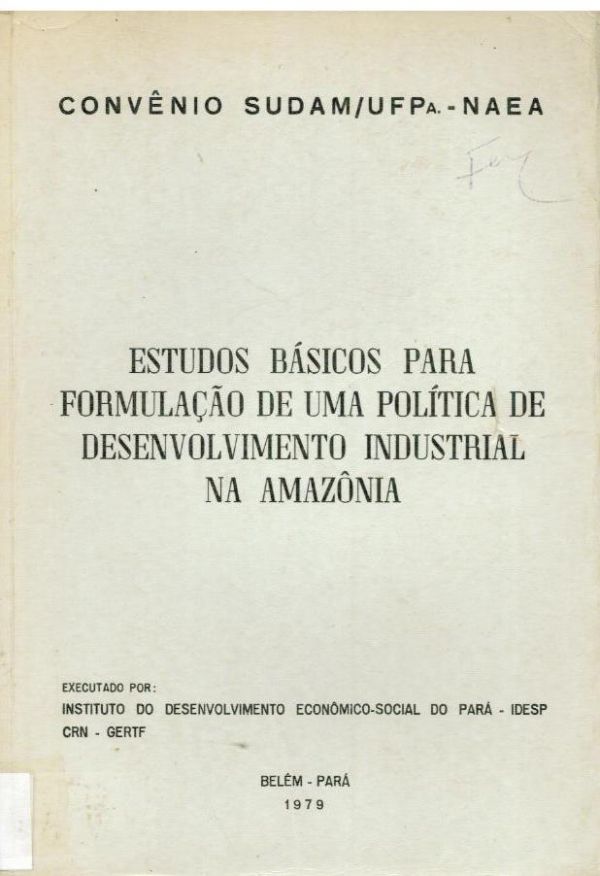 CONVÊNIO SUDAM/UFPA. - NAEA
ESTUDOS BÁSICOS PARA
FORMULAÇÃO DE UMA POLÍTICA DE
DESENVOLVIMENTO INDUSTRIAL
NA AMAZÔNIA
EXECUTADO POR:
INSTITUTO DO DESENVOLVIMENTO ECONÔMICO-SOCIAL DO PARÁ - IDESP
CRN - GERTF
BELÉM - PARÁ
1979